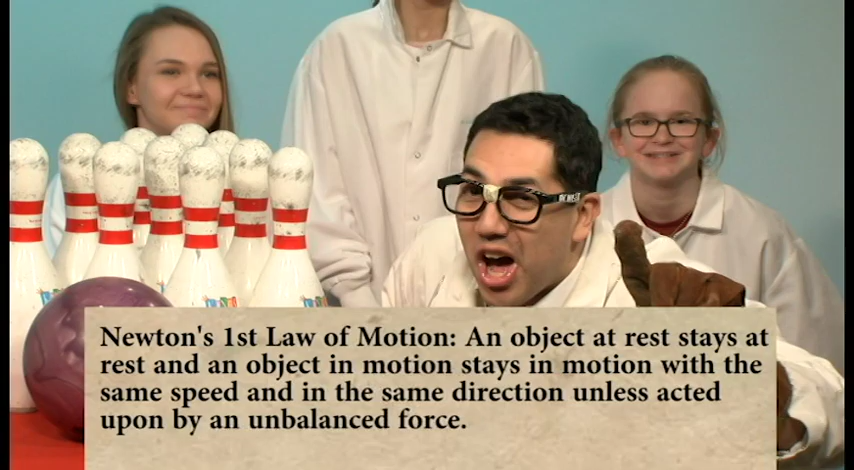 Newton's 1st Law of Motion: An object at rest stays at
rest and an object in motion stays in motion with the
same speed and in the same direction unless acted
upon by an unbalanced force.